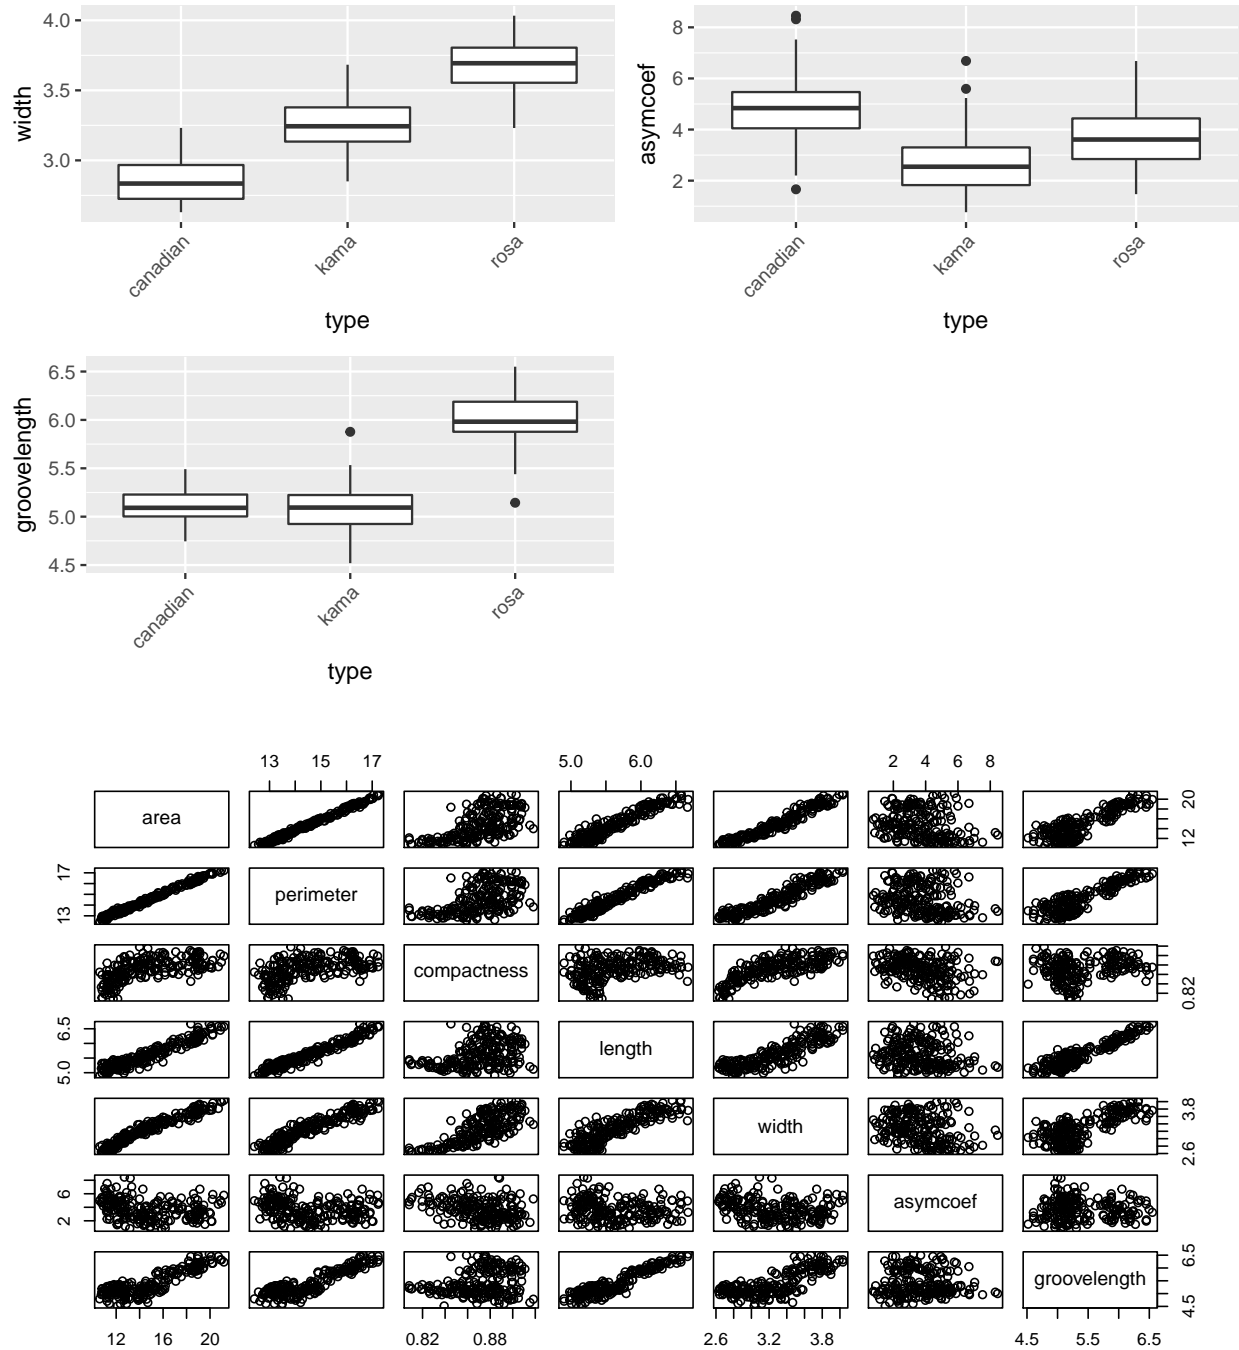 4.0
3.5
3.0
width
canadian
kama
rosa
type
8
6
4
2
asymcoef
canadian
kama
rosa
type
6.5
6.0
5.5
5.0
4.5
groovelength
canadian
kama
rosa
type
13 15 17 5.0 6.0 2 4 6 8
area
12 20
13 17
perimeter
compactness
0.82
5.0 6.5
length
width
2.6 3.8
2 6
asymcoef
groovelength
4.5 6.5
12 16 20 0.82 0.88 2.6 3.2 3.8 4.5 5.5 6.5